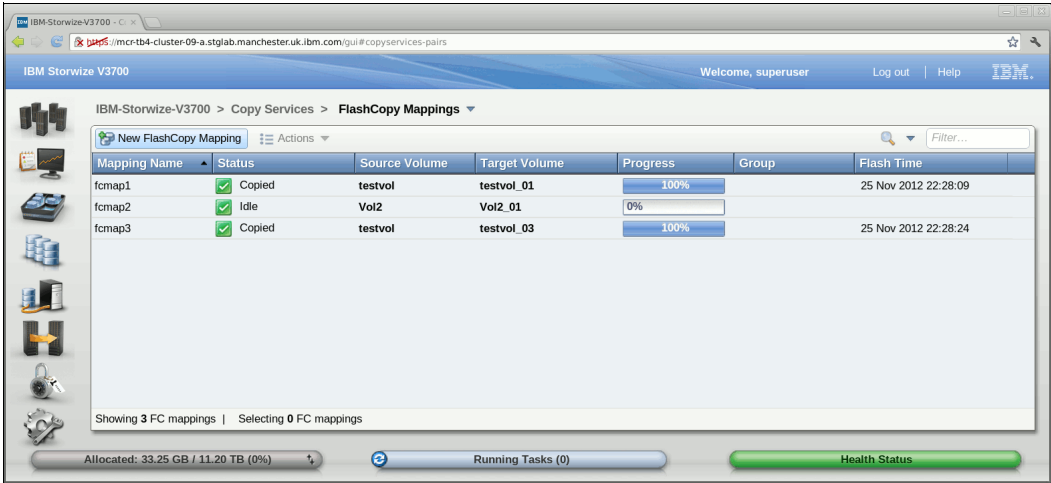 IBM-Storwize-V3700 - C
https://mcr-tb4-cluster-09-a.stglab.manchester.uk.ibm.com/gui#copyservices-pairs
IBM Storwize V3700 Welcome, superuser Log out | Help IBM.
IBM-Storwize-V3700 > Copy Services > FlashCopy Mappings
New FlashCopy Mapping Actions Filter...
Mapping Name Status Source Volume Target Volume Progress Group Flash Time
fcmap1 Copied testvol testvol_01 100% 25 Nov 2012 22:28:09
fcmap2 Idle Vol2 Vol2_01 0%
fcmap3 Copied testvol testvol_03 100% 25 Nov 2012 22:28:24
Showing 3 FC mappings | Selecting 0 FC mappings
Allocated: 33.25 GB / 11.20 TB (0%) Running Tasks (0) Health Status